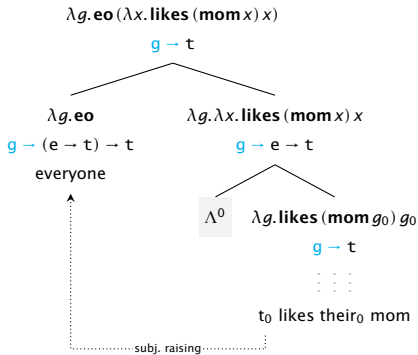 λg.eo(λx.likes(mom x) x)
g → t
λg.eo
λg.λx.likes(mom x) x
g → (e → t) → t
g → e → t
everyone
Λ⁰
λg.likes(mom g₀) g₀
g → t
t₀ likes their₀ mom
subj. raising